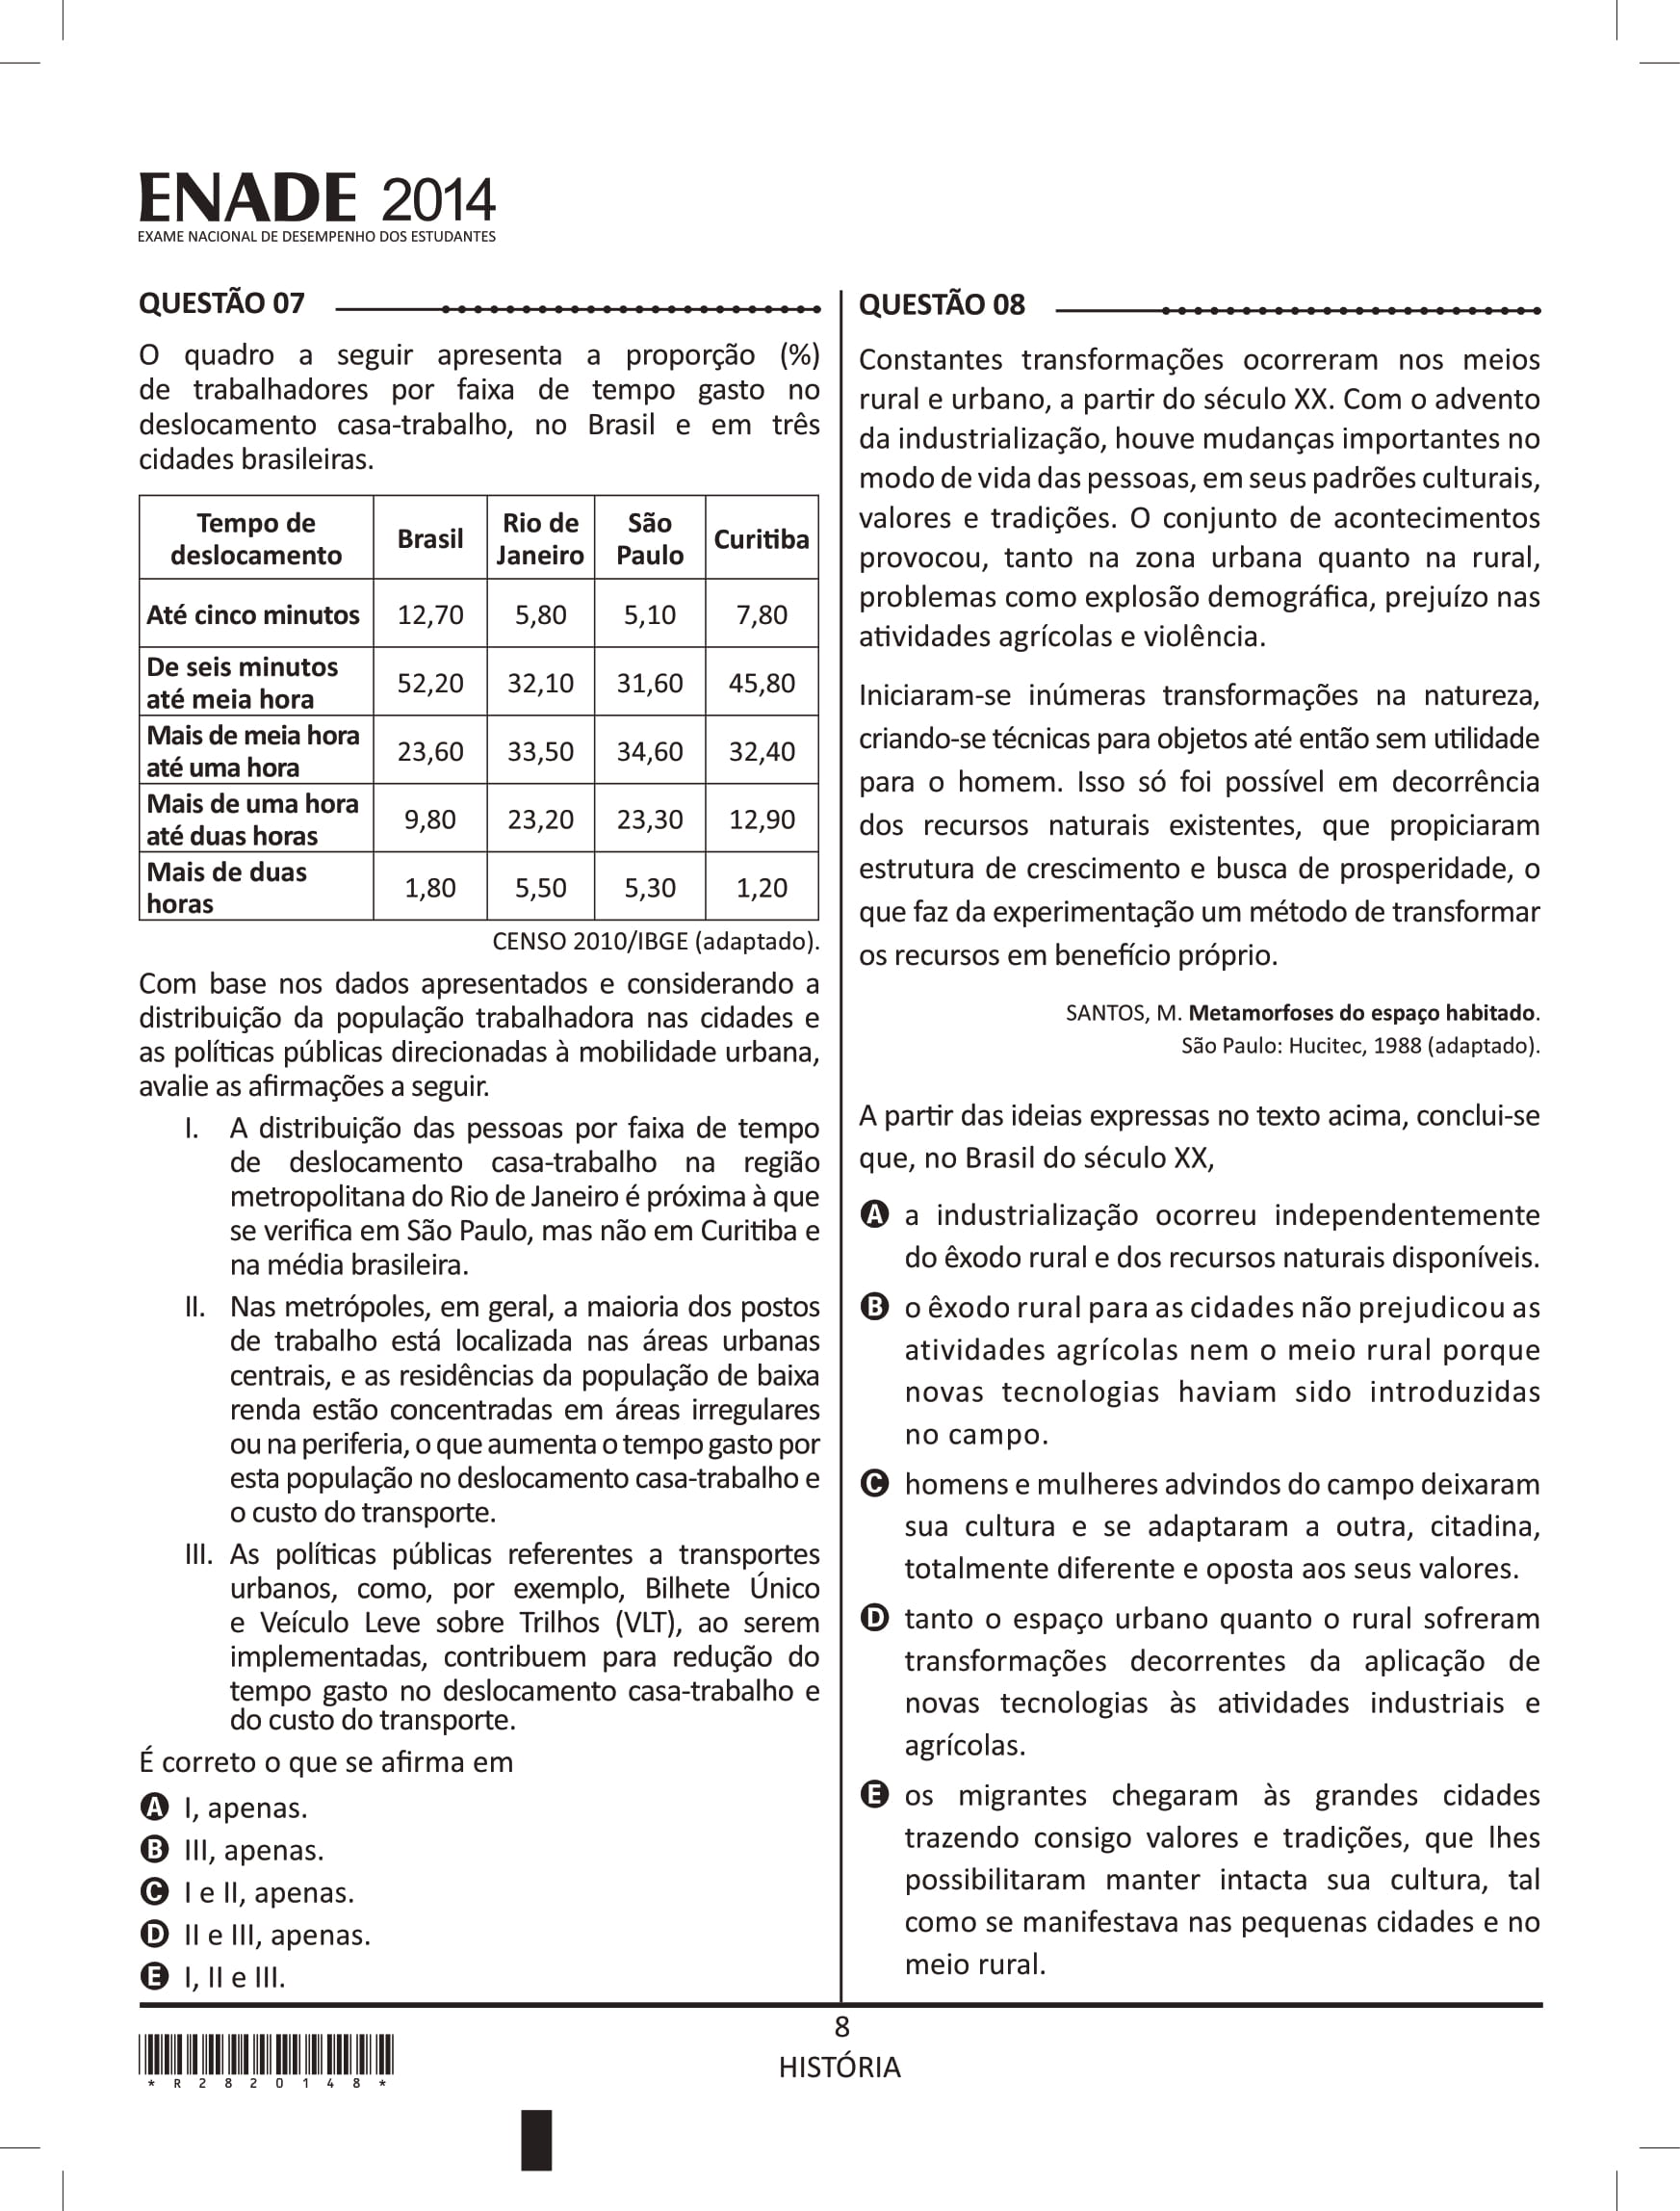 ENADE 2014
EXAME NACIONAL DE DESEMPENHO DOS ESTUDANTES
QUESTÃO 07
O quadro a seguir apresenta a proporção (%)
de trabalhadores por faixa de tempo gasto no
deslocamento casa-trabalho, no Brasil e em três
cidades brasileiras.
Tempo de deslocamento | Brasil | Rio de Janeiro | São Paulo | Curitiba
Até cinco minutos | 12,70 | 5,80 | 5,10 | 7,80
De seis minutos até meia hora | 52,20 | 32,10 | 31,60 | 45,80
Mais de meia hora até uma hora | 23,60 | 33,50 | 34,60 | 32,40
Mais de uma hora até duas horas | 9,80 | 23,20 | 23,30 | 12,90
Mais de duas horas | 1,80 | 5,50 | 5,30 | 1,20
CENSO 2010/IBGE (adaptado).
Com base nos dados apresentados e considerando a
distribuição da população trabalhadora nas cidades e
as políticas públicas direcionadas à mobilidade urbana,
avalie as afirmações a seguir.
I. A distribuição das pessoas por faixa de tempo
de deslocamento casa-trabalho na região
metropolitana do Rio de Janeiro é próxima à que
se verifica em São Paulo, mas não em Curitiba e
na média brasileira.
II. Nas metrópoles, em geral, a maioria dos postos
de trabalho está localizada nas áreas urbanas
centrais, e as residências da população de baixa
renda estão concentradas em áreas irregulares
ou na periferia, o que aumenta o tempo gasto por
esta população no deslocamento casa-trabalho e
o custo do transporte.
III. As políticas públicas referentes a transportes
urbanos, como, por exemplo, Bilhete Único
e Veículo Leve sobre Trilhos (VLT), ao serem
implementadas, contribuem para redução do
tempo gasto no deslocamento casa-trabalho e
do custo do transporte.
É correto o que se afirma em
A I, apenas.
B III, apenas.
C I e II, apenas.
D II e III, apenas.
E I, II e III.
QUESTÃO 08
Constantes transformações ocorreram nos meios
rural e urbano, a partir do século XX. Com o advento
da industrialização, houve mudanças importantes no
modo de vida das pessoas, em seus padrões culturais,
valores e tradições. O conjunto de acontecimentos
provocou, tanto na zona urbana quanto na rural,
problemas como explosão demográfica, prejuízo nas
atividades agrícolas e violência.
Iniciaram-se inúmeras transformações na natureza,
criando-se técnicas para objetos até então sem utilidade
para o homem. Isso só foi possível em decorrência
dos recursos naturais existentes, que propiciaram
estrutura de crescimento e busca de prosperidade, o
que faz da experimentação um método de transformar
os recursos em benefício próprio.
SANTOS, M. Metamorfoses do espaço habitado.
São Paulo: Hucitec, 1988 (adaptado).
A partir das ideias expressas no texto acima, conclui-se
que, no Brasil do século XX,
A a industrialização ocorreu independentemente
do êxodo rural e dos recursos naturais disponíveis.
B o êxodo rural para as cidades não prejudicou as
atividades agrícolas nem o meio rural porque
novas tecnologias haviam sido introduzidas
no campo.
C homens e mulheres advindos do campo deixaram
sua cultura e se adaptaram a outra, citadina,
totalmente diferente e oposta aos seus valores.
D tanto o espaço urbano quanto o rural sofreram
transformações decorrentes da aplicação de
novas tecnologias às atividades industriais e
agrícolas.
E os migrantes chegaram às grandes cidades
trazendo consigo valores e tradições, que lhes
possibilitaram manter intacta sua cultura, tal
como se manifestava nas pequenas cidades e no
meio rural.
8
HISTÓRIA
* R 2 8 2 0 1 4 8 *